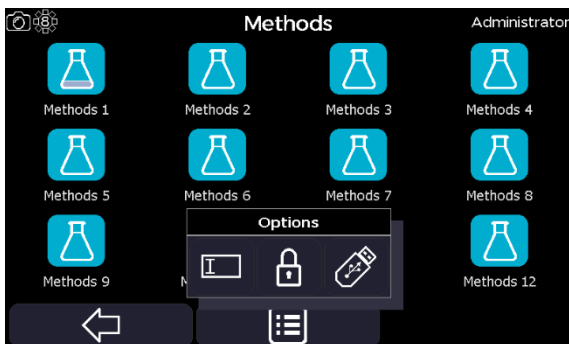 8
Methods
Administrator
Methods 1
Methods 2
Methods 3
Methods 4
Methods 5
Methods 6
Methods 7
Methods 8
Options
Methods 9
Methods 12